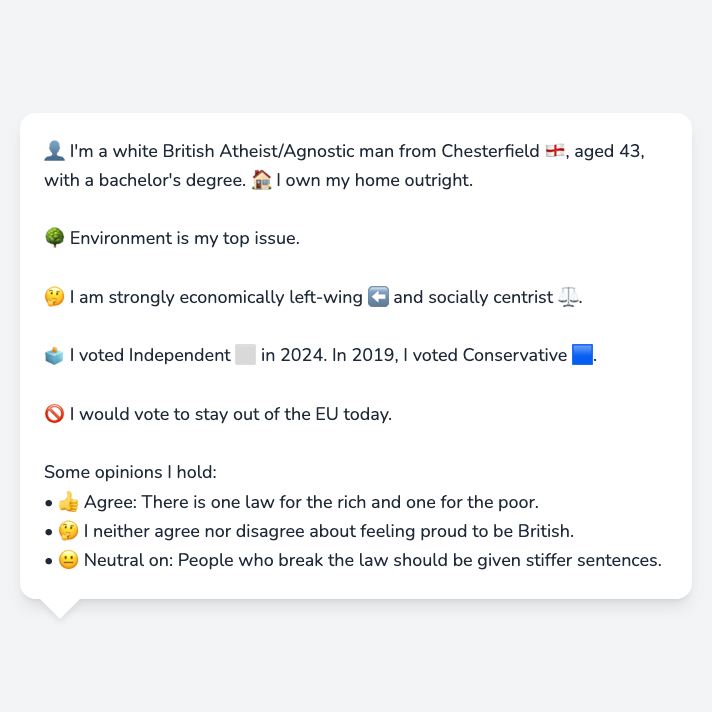 👤 I'm a white British Atheist/Agnostic man from Chesterfield 🏴󠁧󠁢󠁥󠁮󠁧󠁿, aged 43,
with a bachelor's degree. 🏠 I own my home outright.
🌳 Environment is my top issue.
🤔 I am strongly economically left-wing ⬅️ and socially centrist ⚖️.
🗳️ I voted Independent ⬜ in 2024. In 2019, I voted Conservative 🟦.
🚫 I would vote to stay out of the EU today.
Some opinions I hold:
• 👍 Agree: There is one law for the rich and one for the poor.
• 🤔 I neither agree nor disagree about feeling proud to be British.
• 😐 Neutral on: People who break the law should be given stiffer sentences.